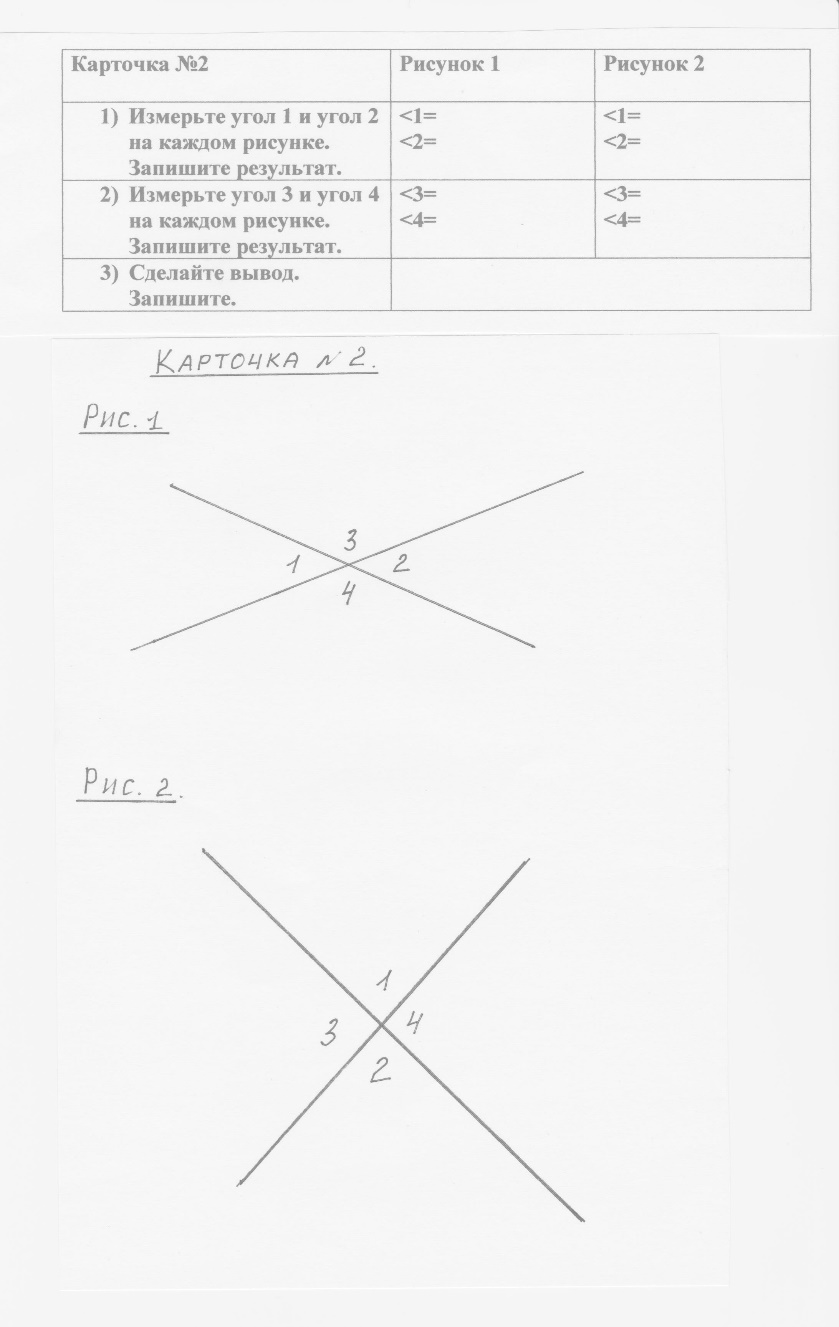 Карточка №2
Рисунок 1
Рисунок 2
1) Измерьте угол 1 и угол 2
на каждом рисунке.
Запишите результат.
<1=
<2=
<1=
<2=
2) Измерьте угол 3 и угол 4
на каждом рисунке.
Запишите результат.
<3=
<4=
<3=
<4=
3) Сделайте вывод.
Запишите.
КАРТОЧКА №2.
Рис. 1
3
1
2
4
Рис. 2.
1
3
4
2